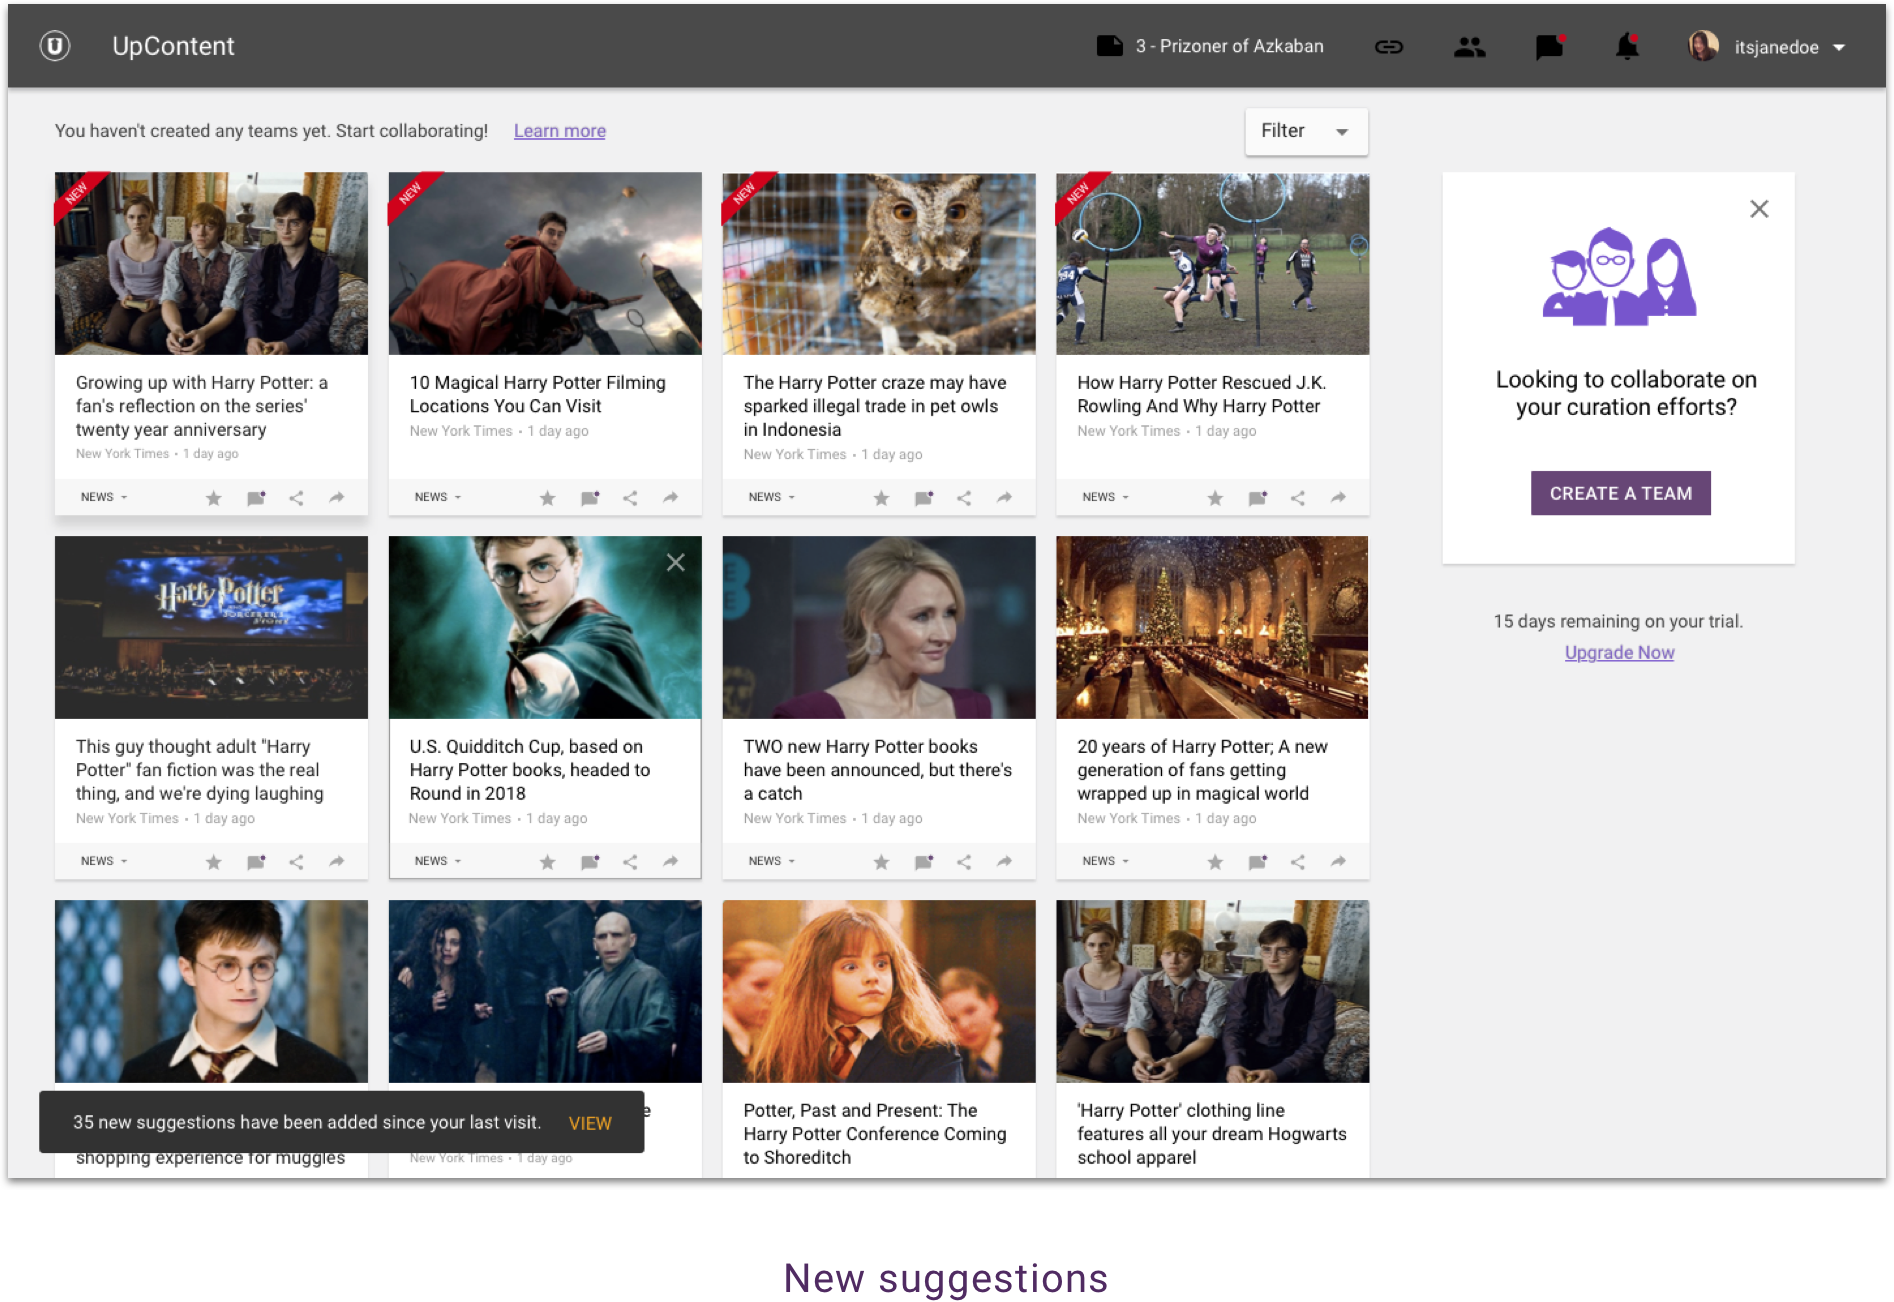 UpContent
3 - Prizoner of Azkaban
itsjanedoe
You haven't created any teams yet. Start collaborating!
Learn more
Filter
NEW
NEW
NEW
NEW
Growing up with Harry Potter: a
fan's reflection on the series'
twenty year anniversary
New York Times • 1 day ago
NEWS
10 Magical Harry Potter Filming
Locations You Can Visit
New York Times • 1 day ago
NEWS
The Harry Potter craze may have
sparked illegal trade in pet owls
in Indonesia
New York Times • 1 day ago
NEWS
How Harry Potter Rescued J.K.
Rowling And Why Harry Potter
New York Times • 1 day ago
NEWS
Looking to collaborate on
your curation efforts?
CREATE A TEAM
15 days remaining on your trial.
Upgrade Now
Harry Potter
This guy thought adult "Harry
Potter" fan fiction was the real
thing, and we're dying laughing
New York Times • 1 day ago
NEWS
U.S. Quidditch Cup, based on
Harry Potter books, headed to
Round in 2018
New York Times • 1 day ago
NEWS
TWO new Harry Potter books
have been announced, but there's
a catch
New York Times • 1 day ago
NEWS
20 years of Harry Potter; A new
generation of fans getting
wrapped up in magical world
New York Times • 1 day ago
NEWS
35 new suggestions have been added since your last visit.
VIEW
shopping experience for muggles
New York Times • 1 day ago
Potter, Past and Present: The
Harry Potter Conference Coming
to Shoreditch
'Harry Potter' clothing line
features all your dream Hogwarts
school apparel
New suggestions